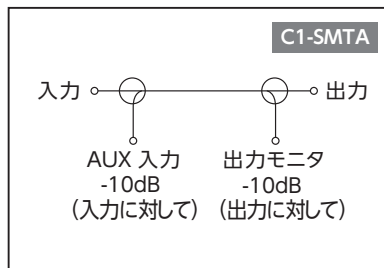 C1-SMTA
入力
出力
AUX 入力
-10dB
(入力に対して)
出力モニタ
-10dB
(出力に対して)